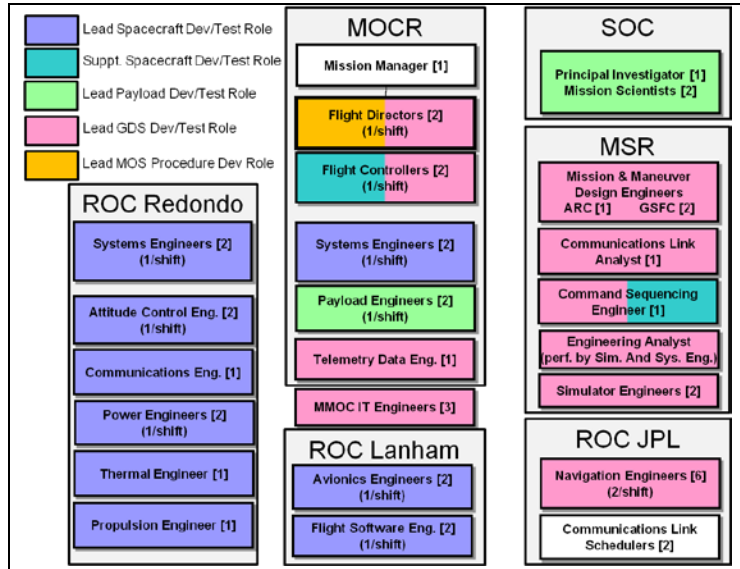 Lead Spacecraft Dev/Test Role
Suppt. Spacecraft Dev/Test Role
Lead Payload Dev/Test Role
Lead GDS Dev/Test Role
Lead MOS Procedure Dev Role
ROC Redondo
Systems Engineers [2]
(1/shift)
Attitude Control Eng. [2]
(1/shift)
Communications Eng. [1]
Power Engineers [2]
(1/shift)
Thermal Engineer [1]
Propulsion Engineer [1]
MOCR
Mission Manager [1]
Flight Directors [2]
(1/shift)
Flight Controllers [2]
(1/shift)
Systems Engineers [2]
(1/shift)
Payload Engineers [2]
(1/shift)
Telemetry Data Eng. [1]
MMOC IT Engineers [3]
ROC Lanham
Avionics Engineers [2]
(1/shift)
Flight Software Eng. [2]
(1/shift)
SOC
Principal Investigator [1]
Mission Scientists [2]
MSR
Mission & Maneuver
Design Engineers
ARC [1] GSFC [2]
Communications Link
Analyst [1]
Command Sequencing
Engineer [1]
Engineering Analyst
(perf. by Sim. And Sys. Eng.)
Simulator Engineers [2]
ROC JPL
Navigation Engineers [6]
(2/shift)
Communications Link
Schedulers [2]